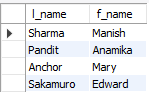 l_name f_name
Sharma Manish
Pandit Anamika
Anchor Mary
Sakamuro Edward